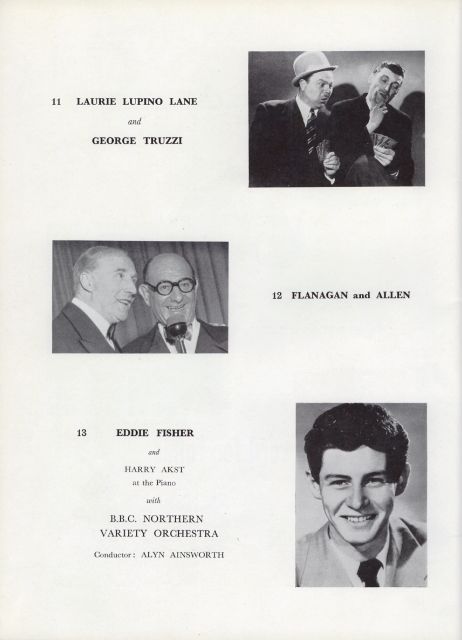 11 LAURIE LUPINO LANE
and
GEORGE TRUZZI
12 FLANAGAN and ALLEN
13 EDDIE FISHER
and
HARRY AKST
at the Piano
with
B.B.C. NORTHERN
VARIETY ORCHESTRA
Conductor: ALYN AINSWORTH